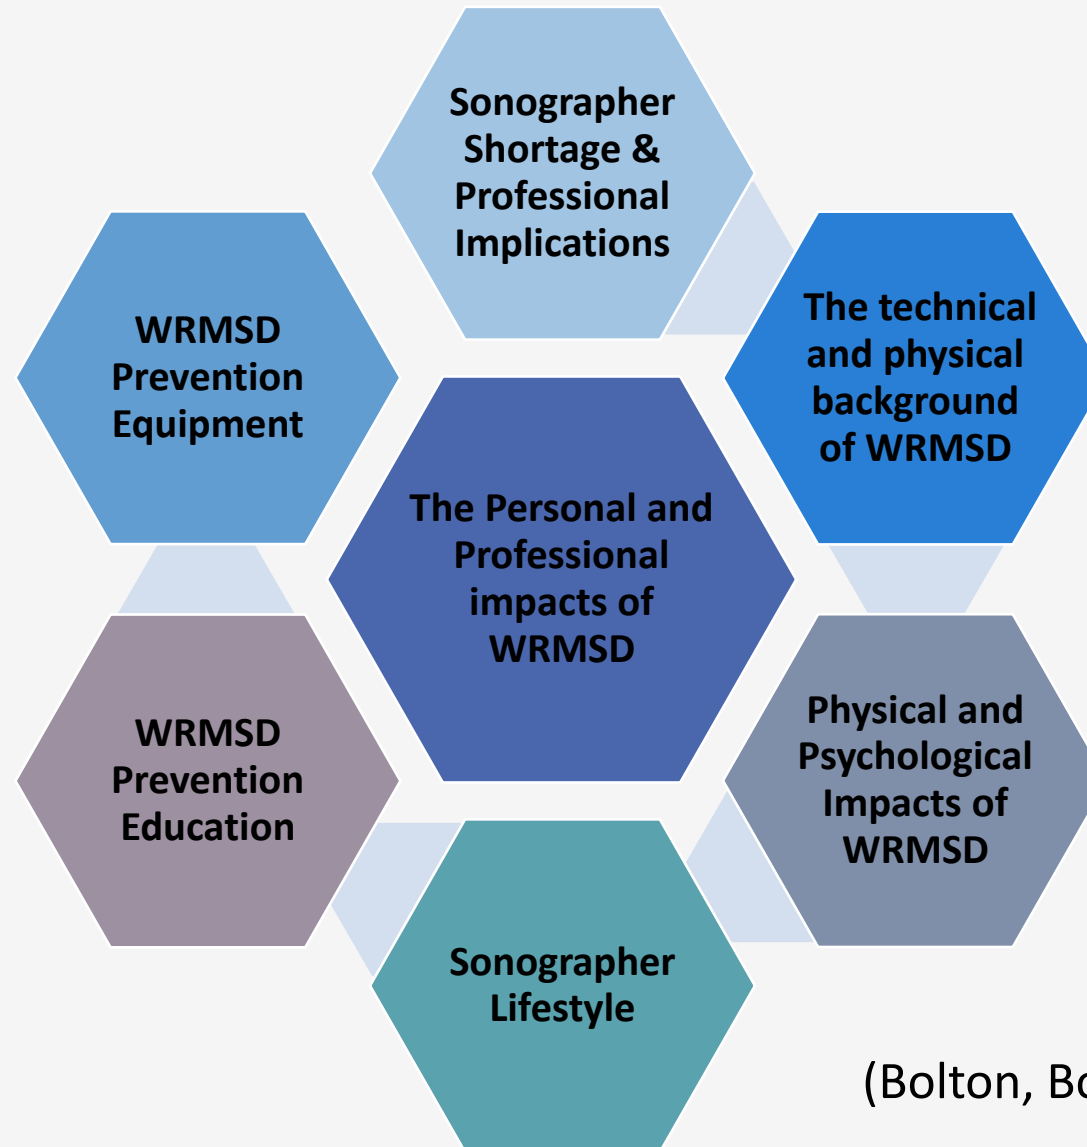 Sonographer
Shortage &
Professional
Implications
The technical
and physical
background
of WRMSD
Physical and
Psychological
Impacts of
WRMSD
Sonographer
Lifestyle
WRMSD
Prevention
Education
WRMSD
Prevention
Equipment
The Personal and
Professional
impacts of
WRMSD
(Bolton,